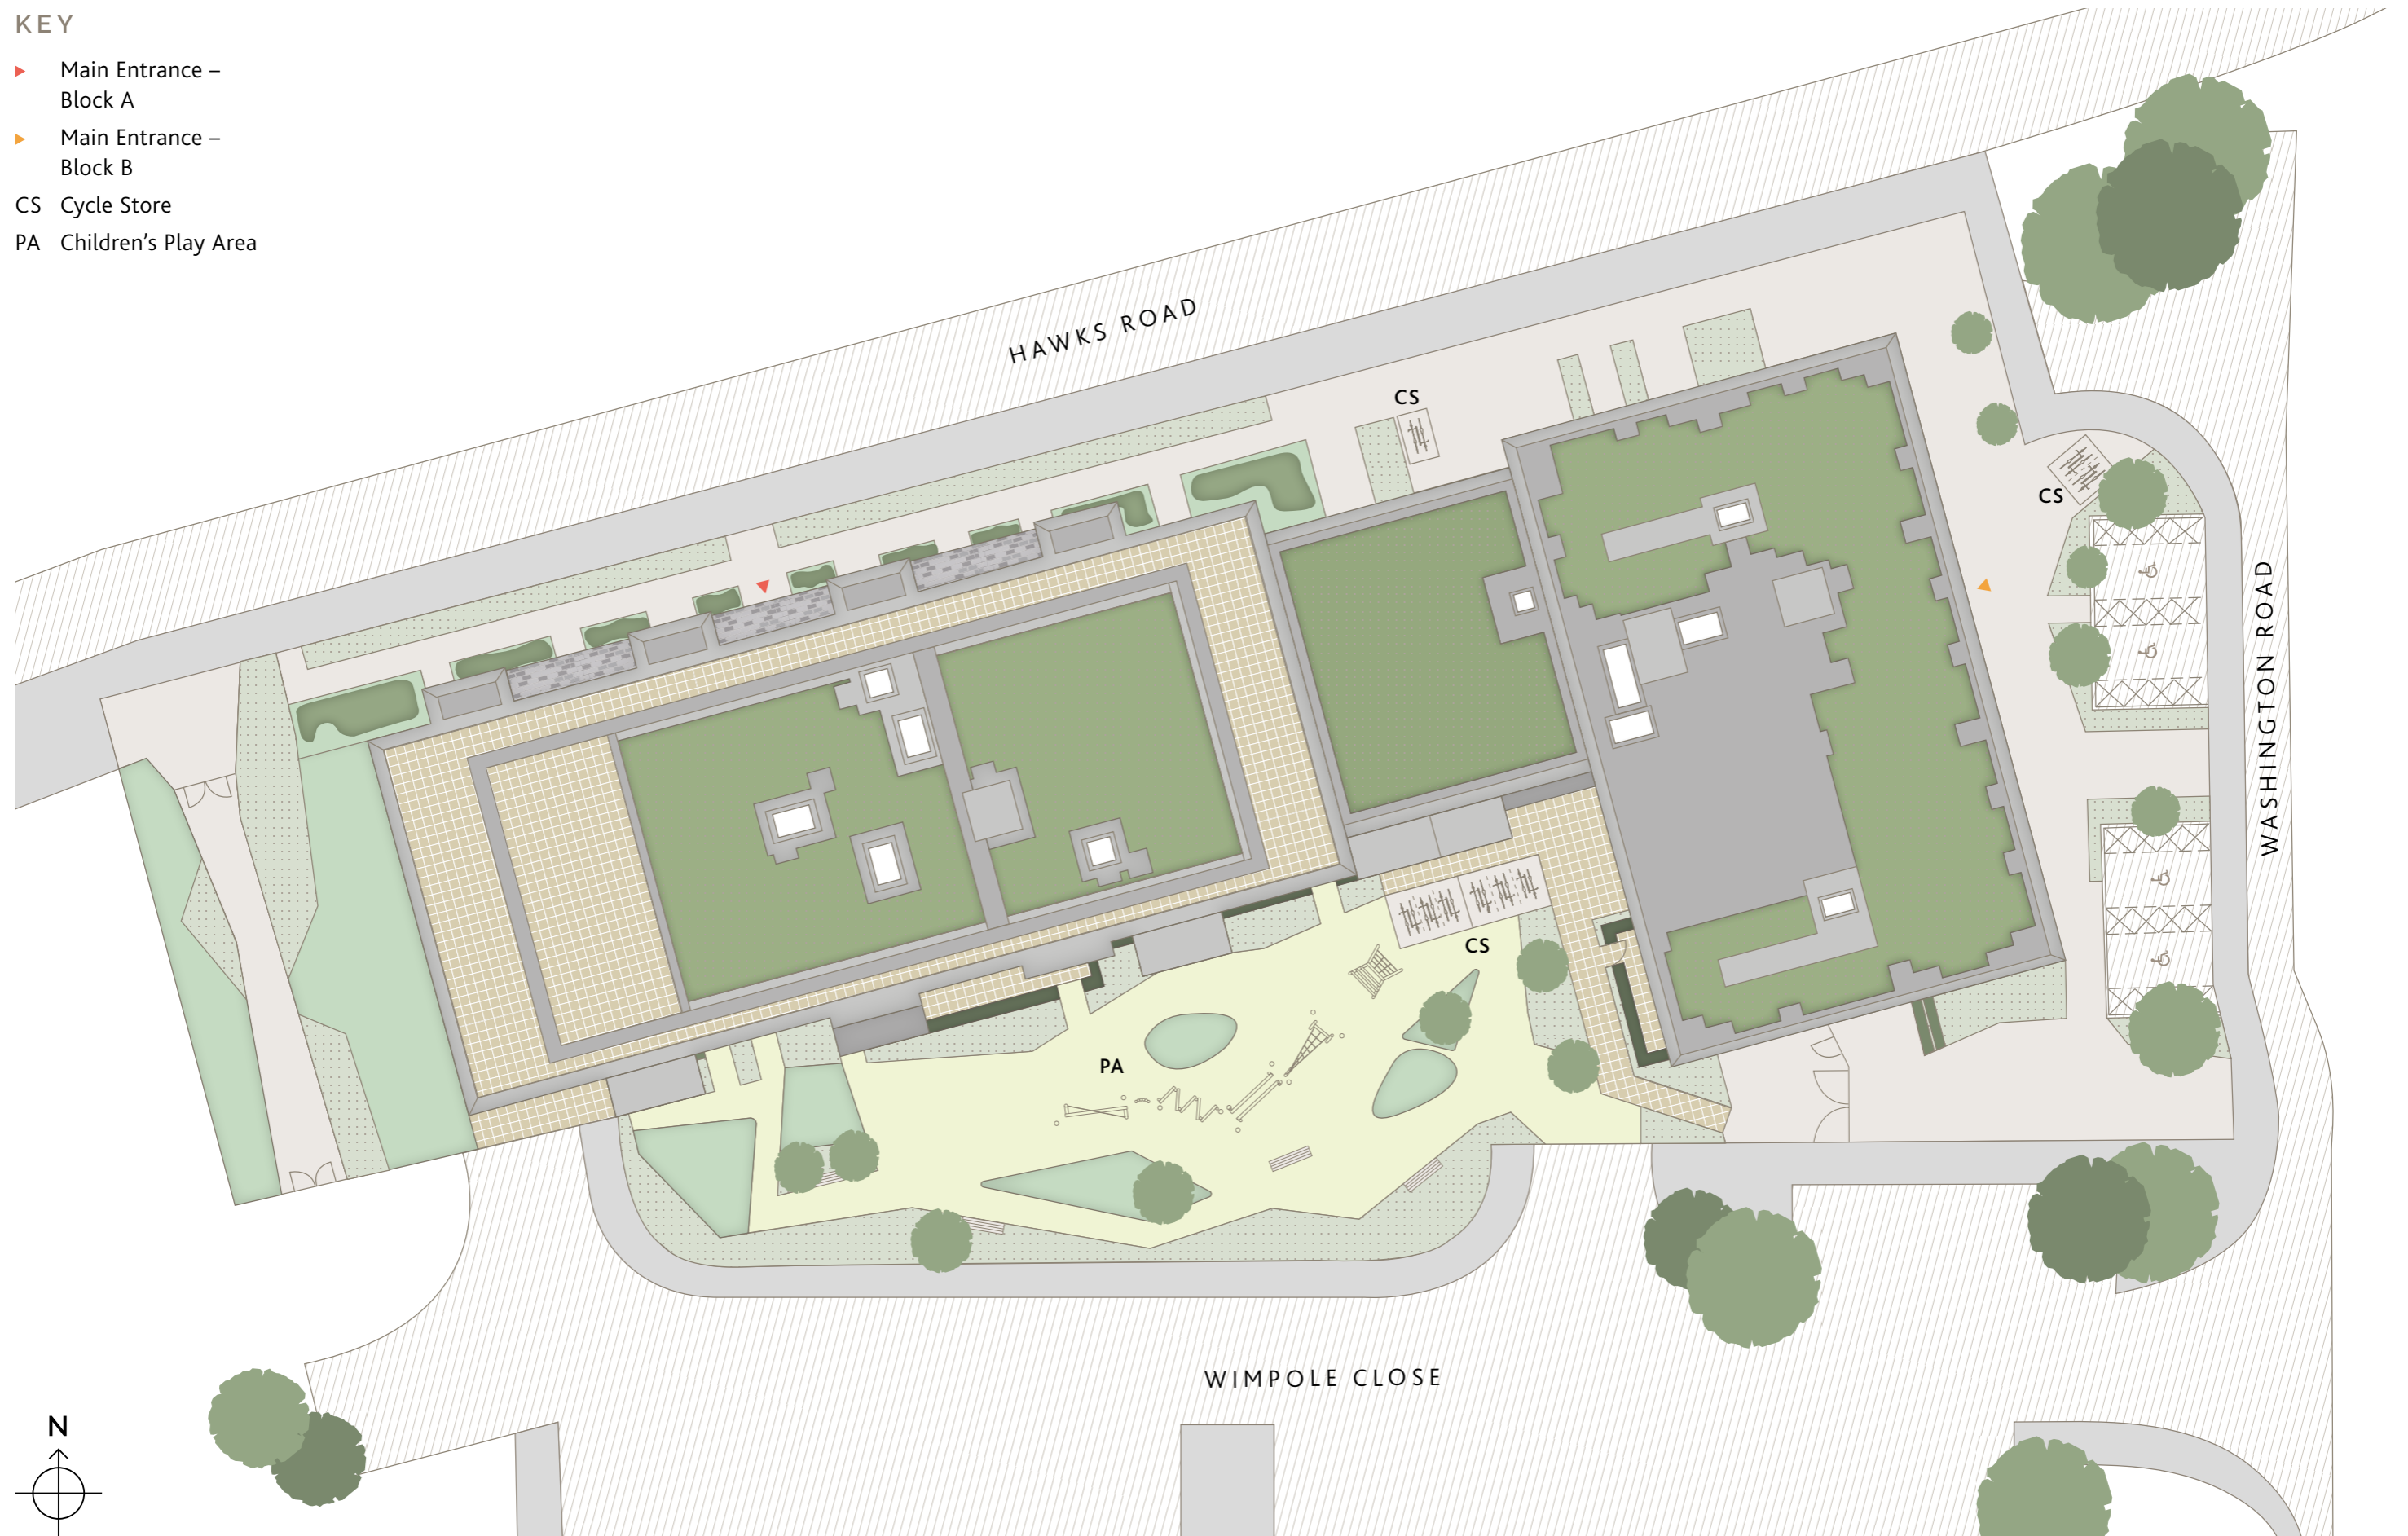 KEY
Main Entrance –
Block A
Main Entrance –
Block B
CS Cycle Store
PA Children’s Play Area
HAWKS ROAD
CS
CS
WASHINGTON ROAD
CS
PA
WIMPOLE CLOSE
N